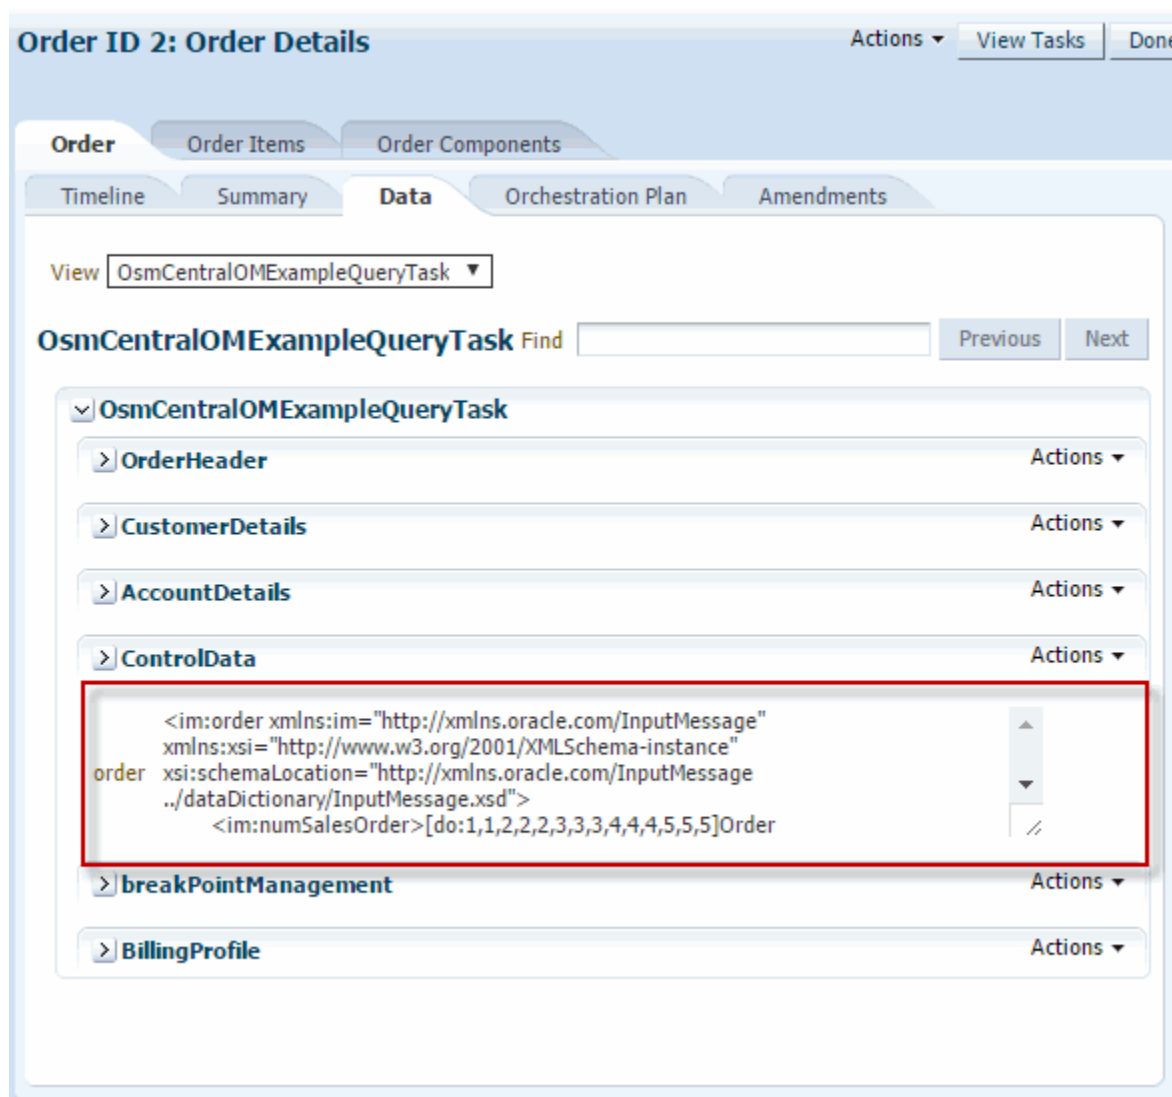 Order ID 2: Order Details Actions View Tasks Done
Order Order Items Order Components
Timeline Summary Data Orchestration Plan Amendments
View OsmCentralOMExampleQueryTask
OsmCentralOMExampleQueryTask Find Previous Next
OsmCentralOMExampleQueryTask
OrderHeader Actions
CustomerDetails Actions
AccountDetails Actions
ControlData Actions
<im:order xmlns:im="http://xmlns.oracle.com/InputMessage"
xmlns:xsi="http://www.w3.org/2001/XMLSchema-instance"
order xsi:schemaLocation="http://xmlns.oracle.com/InputMessage
../dataDictionary/InputMessage.xsd">
<im:numSalesOrder>[do:1,1,2,2,2,3,3,3,4,4,4,5,5,5]Order
breakPointManagement Actions
BillingProfile Actions